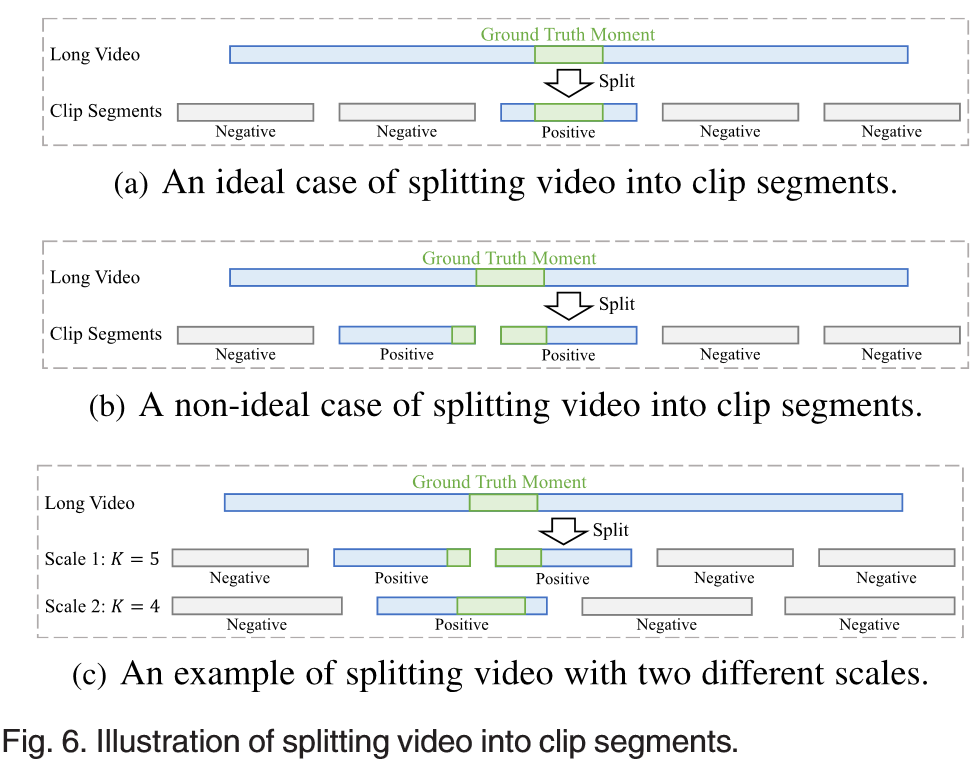 Ground Truth Moment
Long Video
Split
Clip Segments
Negative Negative Positive Negative Negative
(a) An ideal case of splitting video into clip segments.
Ground Truth Moment
Long Video
Split
Clip Segments
Negative Positive Positive Negative Negative
(b) A non-ideal case of splitting video into clip segments.
Ground Truth Moment
Long Video
Split
Scale 1: K = 5
Negative Positive Positive Negative Negative
Scale 2: K = 4
Negative Positive Negative Negative
(c) An example of splitting video with two different scales.
Fig. 6. Illustration of splitting video into clip segments.